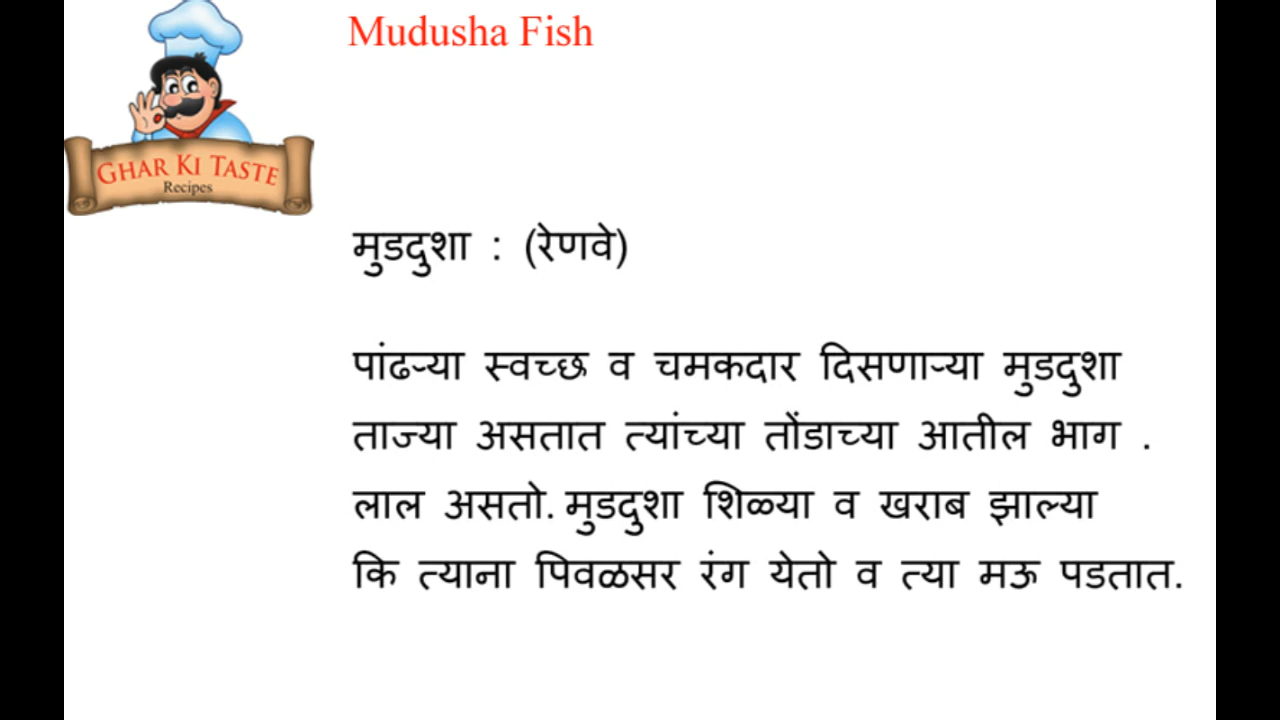 Mudusha Fish
GHAR KI TASTE
Recipes
मुडदुशा : (रेणवे)
पांढऱ्या स्वच्छ व चमकदार दिसणाऱ्या मुडदुशा
ताज्या असतात त्यांच्या तोंडाच्या आतील भाग .
लाल असतो. मुडदुशा शिळ्या व खराब झाल्या
कि त्याना पिवळसर रंग येतो व त्या मऊ पडतात.